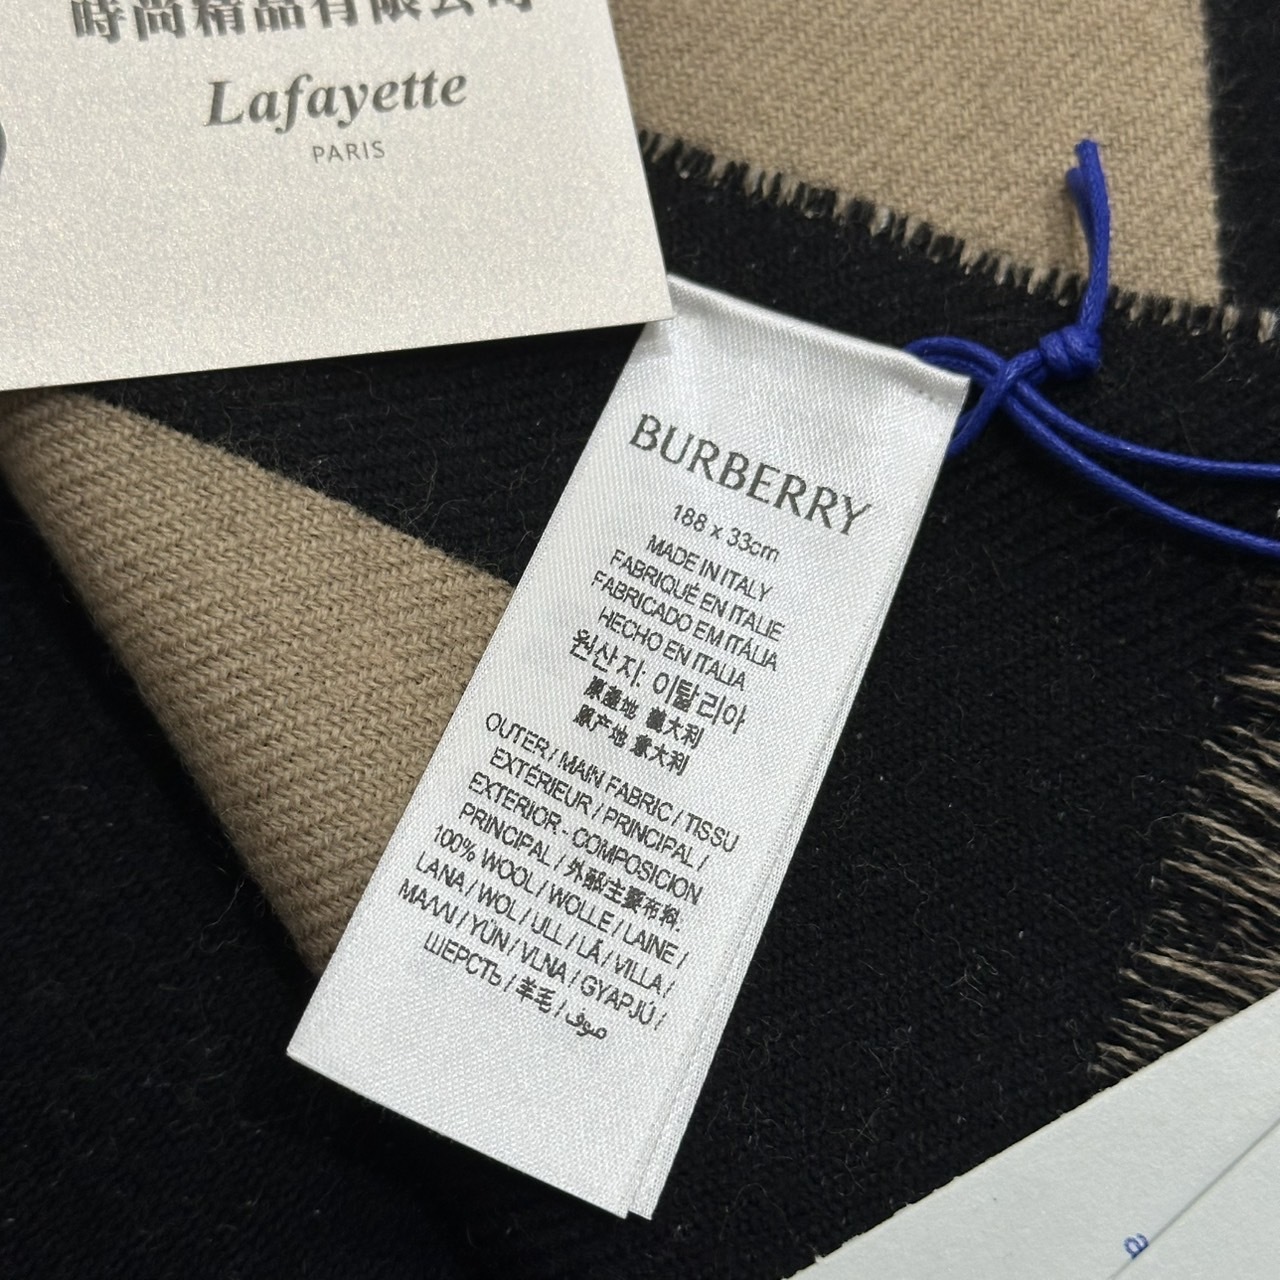 時尚精品有限公司
Lafayette
PARIS
BURBERRY
188 x 33cm
MADE IN ITALY
FABRIQUÉ EN ITALIE
FABRICADO EM ITÁLIA
HECHO EN ITALIA
원산지: 이탈리아
原產地 義大利
原产地 意大利
OUTER / MAIN FABRIC / TISSU
EXTÉRIEUR / PRINCIPAL /
EXTERIOR - COMPOSICION
PRINCIPAL / 外部/主要布料.
100% WOOL / WOLLE / LAINE /
LANA / WOL / ULL / LÃ / VILLA /
ΜΑΛΛΙ / YÜN / VLNA / GYAPJÚ /
ШЕРСТЬ / 羊毛 / صوف